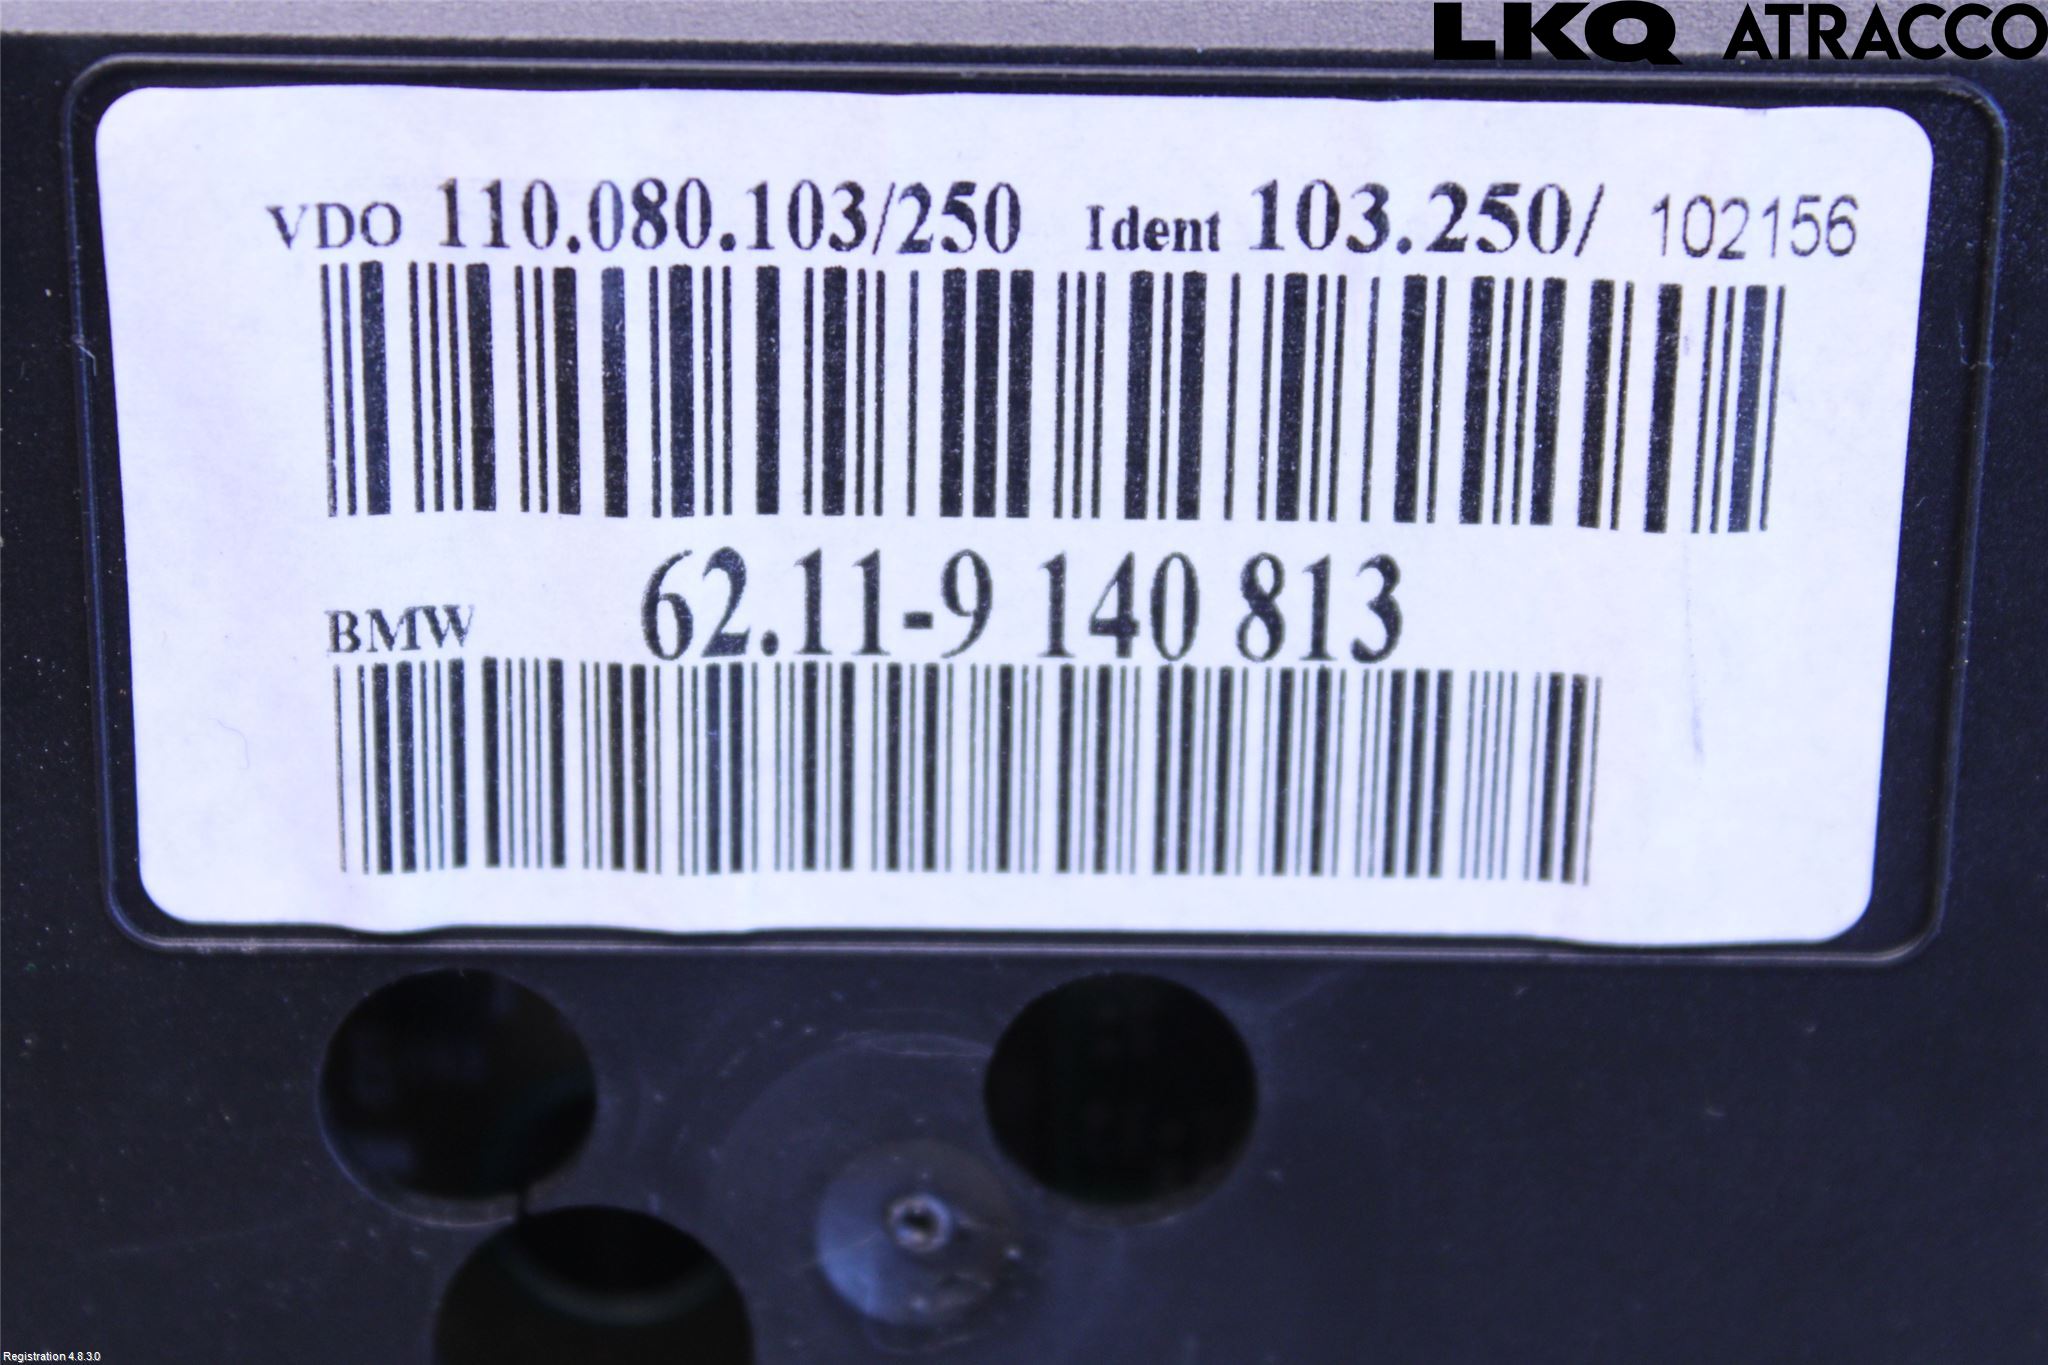 LKQ ATRACCO
VDO 110.080.103/250 Ident 103.250/ 102156
BMW 62.11-9 140 813
Registration 4.8.3.0